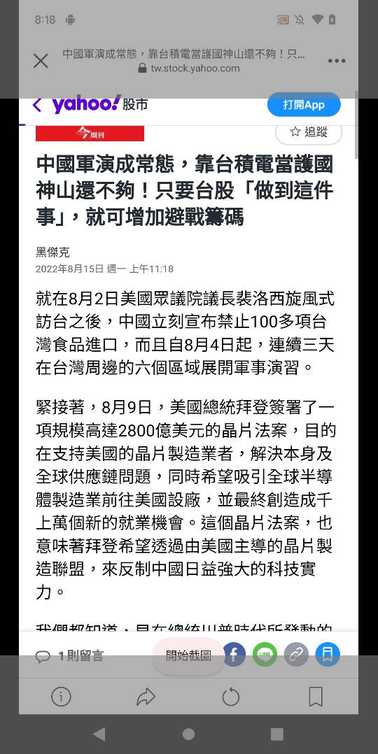 8:18
中國軍演成常態，靠台積電當護國神山還不夠！只...
tw.stock.yahoo.com
yahoo!股市
打開App
今周刊
☆ 追蹤
中國軍演成常態，靠台積電當護國
神山還不夠！只要台股「做到這件
事」，就可增加避戰籌碼
黑傑克
2022年8月15日 週一 上午11:18
就在8月2日美國眾議院議長裴洛西旋風式
訪台之後，中國立刻宣布禁止100多項台
灣食品進口，而且自8月4日起，連續三天
在台灣周邊的六個區域展開軍事演習。
緊接著，8月9日，美國總統拜登簽署了一
項規模高達2800億美元的晶片法案，目的
在支持美國的晶片製造業者，解決本身及
全球供應鏈問題，同時希望吸引全球半導
體製造業前往美國設廠，並最終創造成千
上萬個新的就業機會。這個晶片法案，也
意味著拜登希望透過由美國主導的晶片製
造聯盟，來反制中國日益強大的科技實
力。
我們都知道，早在總統川普時代所發動的
1則留言
開始截圖